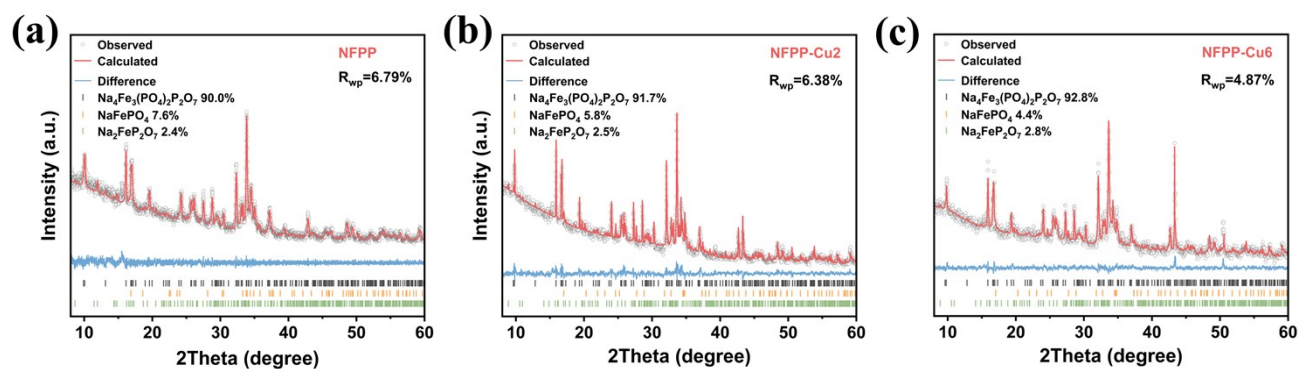 (a)
Observed
Calculated
Difference
Na₄Fe₃(PO₄)₂P₂O₇ 90.0%
NaFePO₄ 7.6%
Na₂FeP₂O₇ 2.4%
NFPP
Rwp=6.79%
Intensity (a.u.)
10 20 30 40 50 60
2Theta (degree)
(b)
Observed
Calculated
Difference
Na₄Fe₃(PO₄)₂P₂O₇ 91.7%
NaFePO₄ 5.8%
Na₂FeP₂O₇ 2.5%
NFPP-Cu2
Rwp=6.38%
Intensity (a.u.)
10 20 30 40 50 60
2Theta (degree)
(c)
Observed
Calculated
Difference
Na₄Fe₃(PO₄)₂P₂O₇ 92.8%
NaFePO₄ 4.4%
Na₂FeP₂O₇ 2.8%
NFPP-Cu6
Rwp=4.87%
Intensity (a.u.)
10 20 30 40 50 60
2Theta (degree)